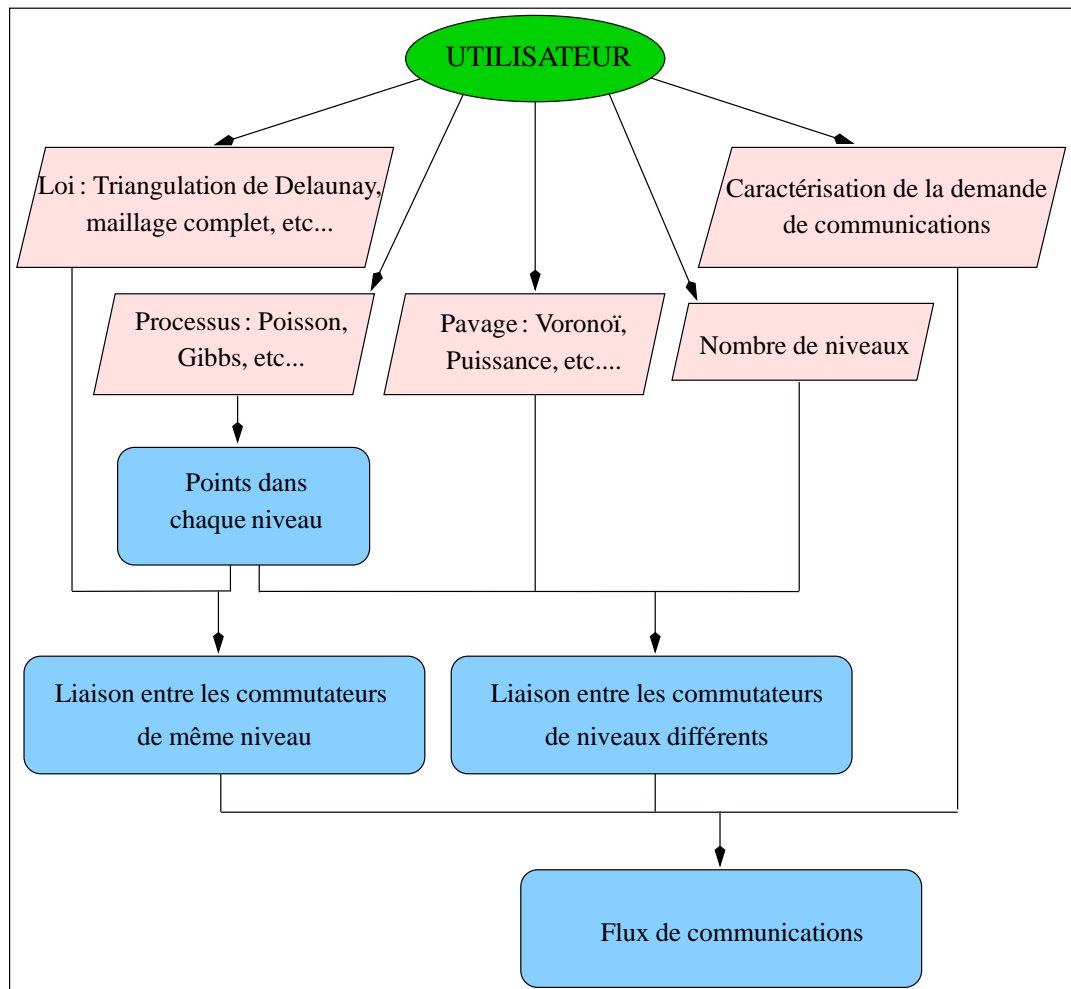 UTILISATEUR
Loi : Triangulation de Delaunay,
maillage complet, etc...
Caractérisation de la demande
de communications
Processus : Poisson,
Gibbs, etc...
Pavage : Voronoï,
Puissance, etc....
Nombre de niveaux
Points dans
chaque niveau
Liaison entre les commutateurs
de même niveau
Liaison entre les commutateurs
de niveaux différents
Flux de communications